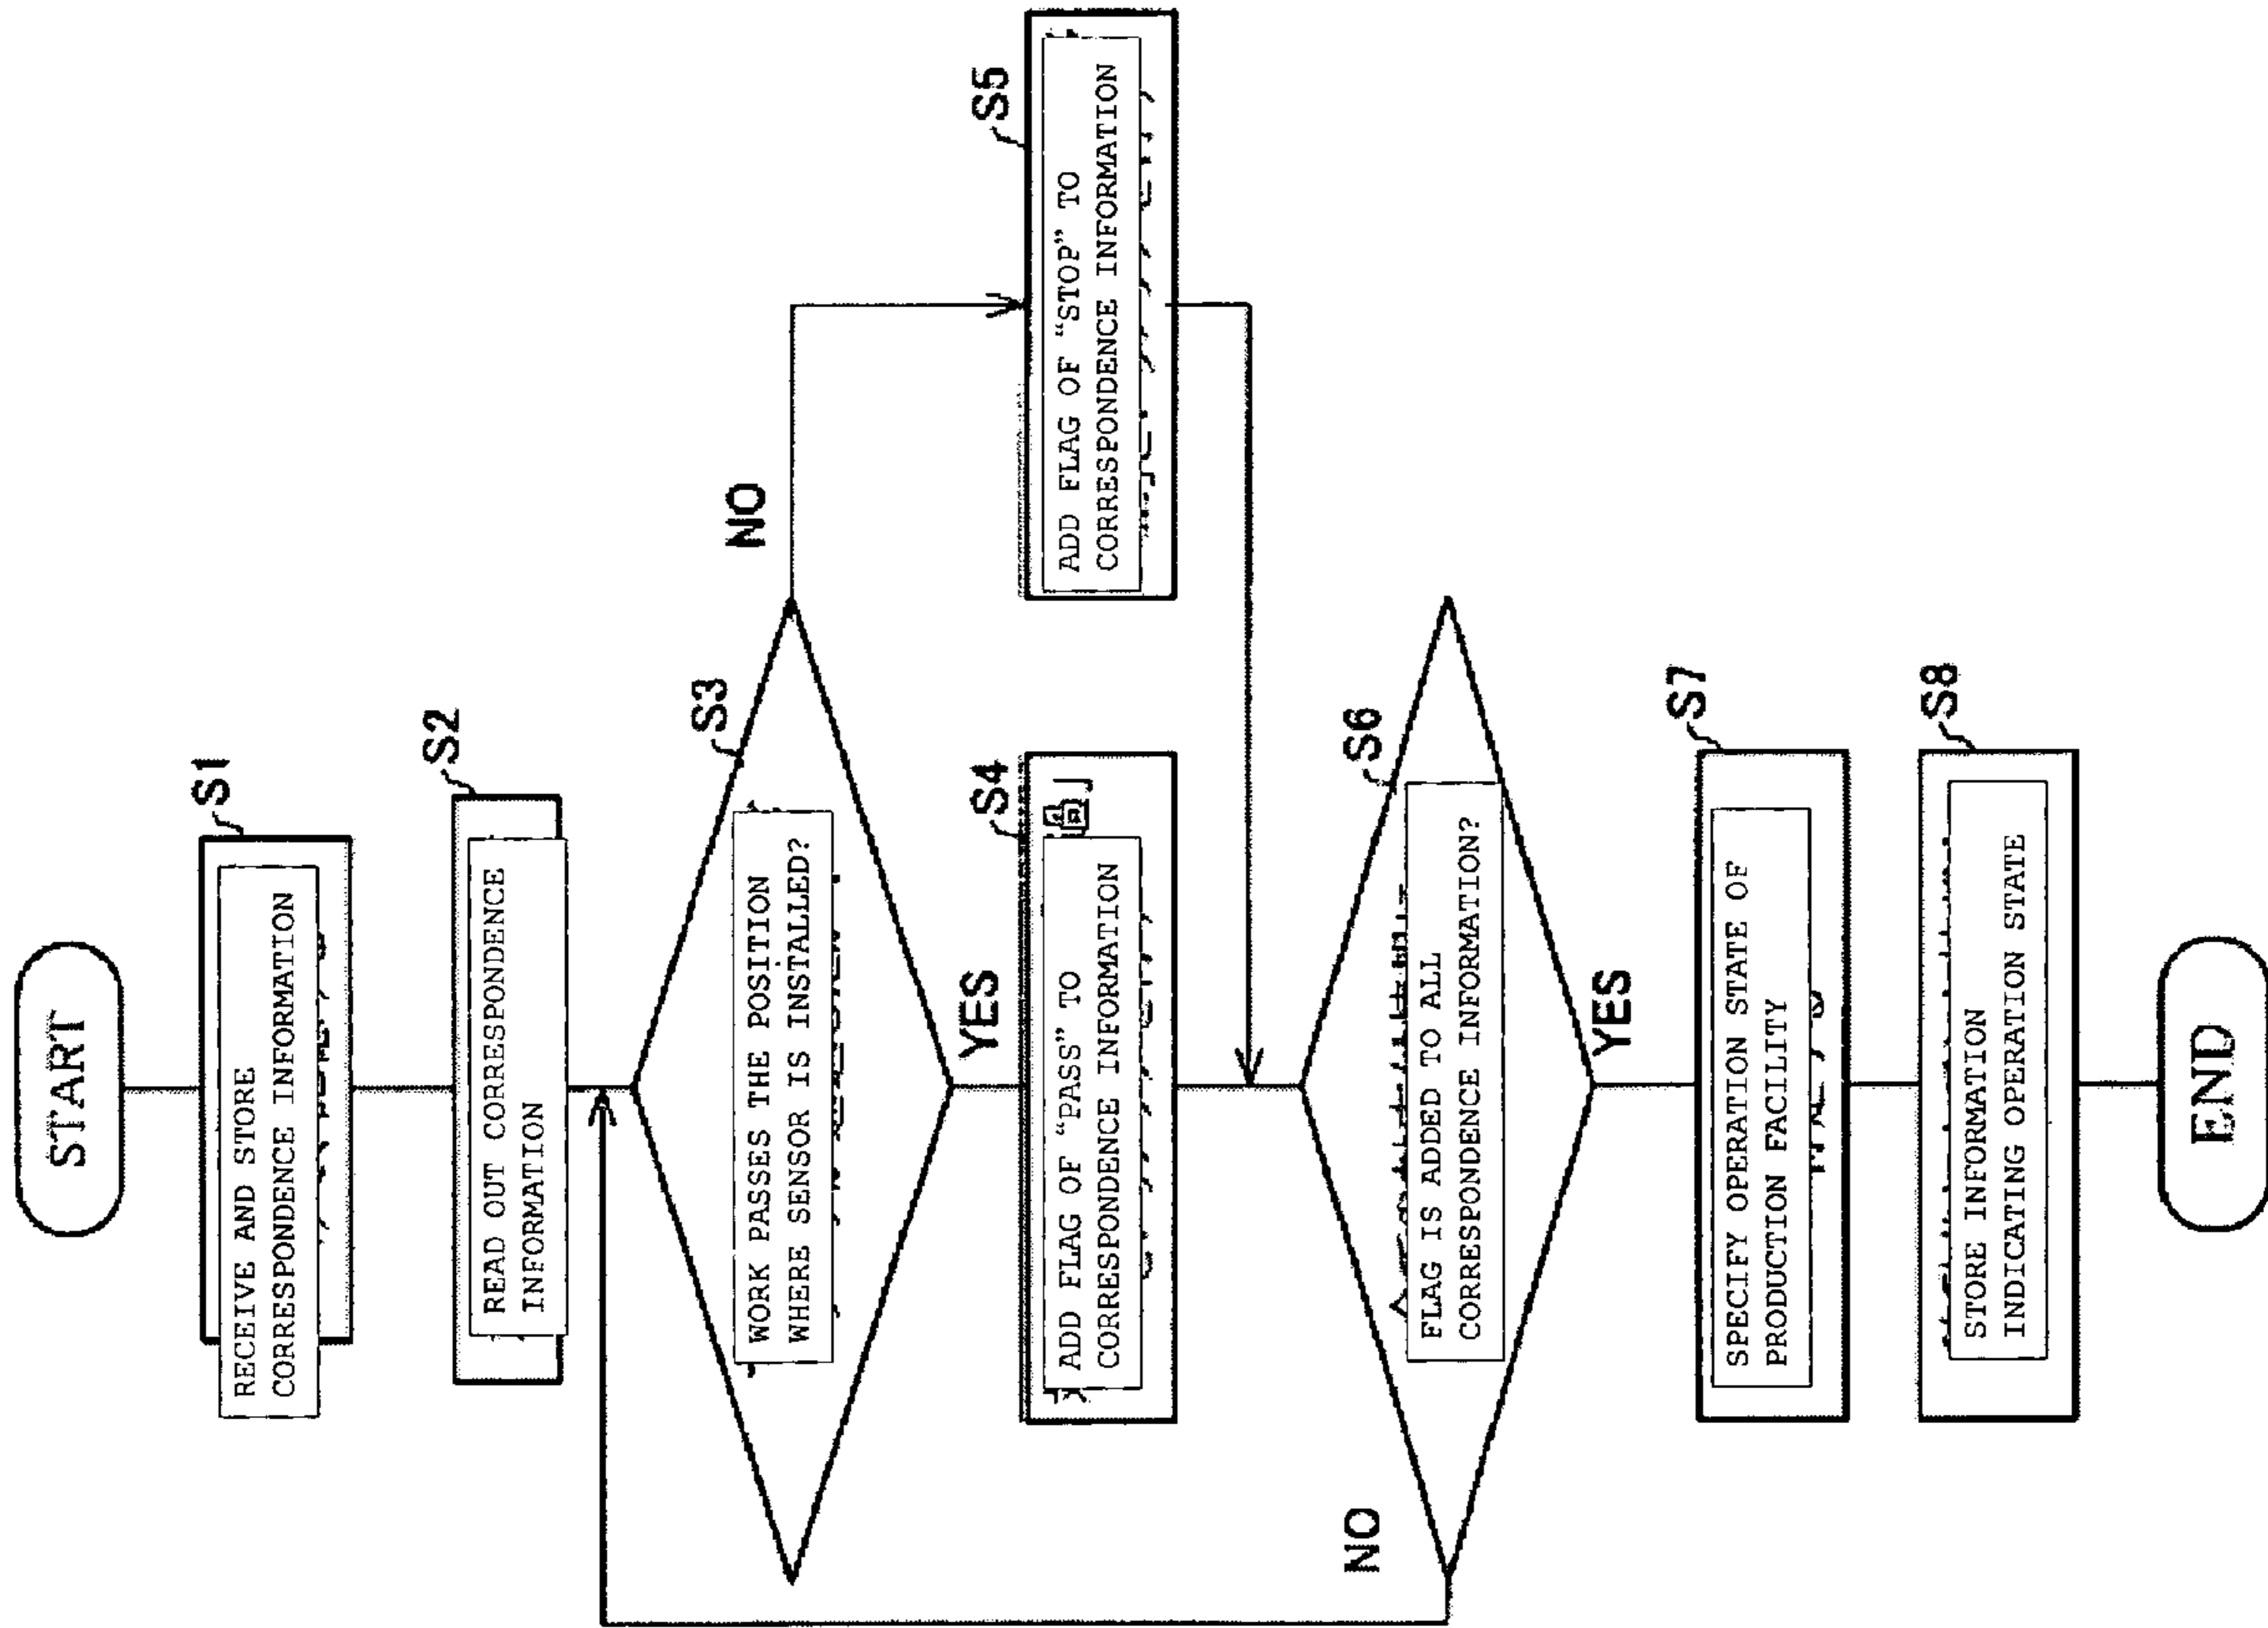 START
S1
RECEIVE AND STORE
CORRESPONDENCE INFORMATION
S2
READ OUT CORRESPONDENCE
INFORMATION
S3
WORK PASSES THE POSITION
WHERE SENSOR IS INSTALLED?
NO
YES
S4
ADD FLAG OF “PASS” TO
CORRESPONDENCE INFORMATION
S5
ADD FLAG OF “STOP” TO
CORRESPONDENCE INFORMATION
S6
FLAG IS ADDED TO ALL
CORRESPONDENCE INFORMATION?
NO
YES
S7
SPECIFY OPERATION STATE OF
PRODUCTION FACILITY
S8
STORE INFORMATION
INDICATING OPERATION STATE
END